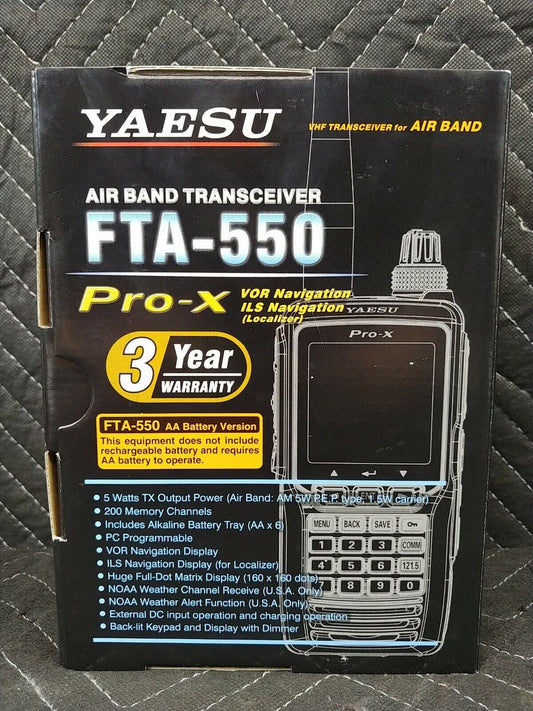 YAESU
VHF TRANSCEIVER for AIR BAND
AIR BAND TRANSCEIVER
FTA-550
Pro-X VOR Navigation
ILS Navigation
(Localizer)
3 Year
WARRANTY
FTA-550 AA Battery Version
This equipment does not include
rechargeable battery and requires
AA battery to operate.
• 5 Watts TX Output Power (Air Band: AM 5W P.E.P. type, 1.5W carrier)
• 200 Memory Channels
• Includes Alkaline Battery Tray (AA x 6)
• PC Programmable
• VOR Navigation Display
• ILS Navigation Display (for Localizer)
• Huge Full-Dot Matrix Display (160 x 160 dots)
• NOAA Weather Channel Receive (U.S.A. Only)
• NOAA Weather Alert Function (U.S.A. Only)
• External DC input operation and charging operation
• Back-lit Keypad and Display with Dimmer
YAESU
Pro-X
MENU BACK SAVE
1 2 3 COMM
4 5 6 121.5
7 8 9 0